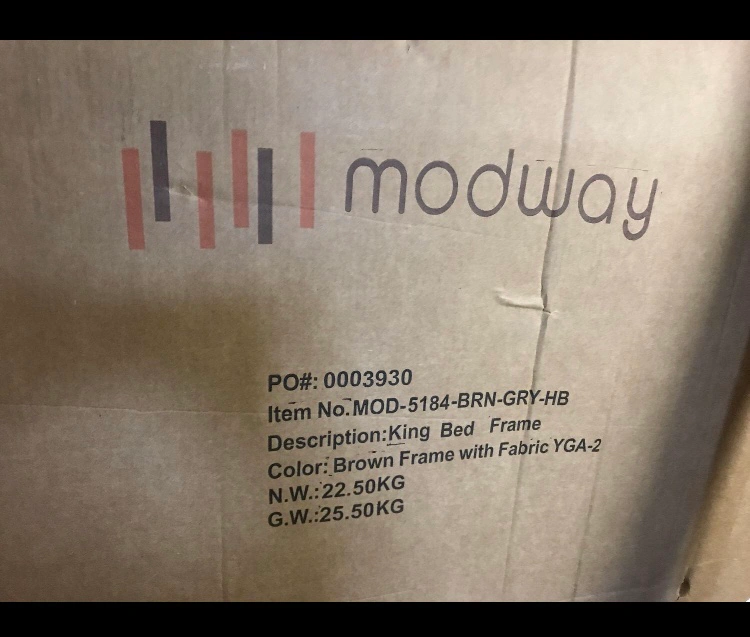 modway
PO#: 0003930
Item No.MOD-5184-BRN-GRY-HB
Description:King Bed Frame
Color: Brown Frame with Fabric YGA-2
N.W.:22.50KG
G.W.:25.50KG